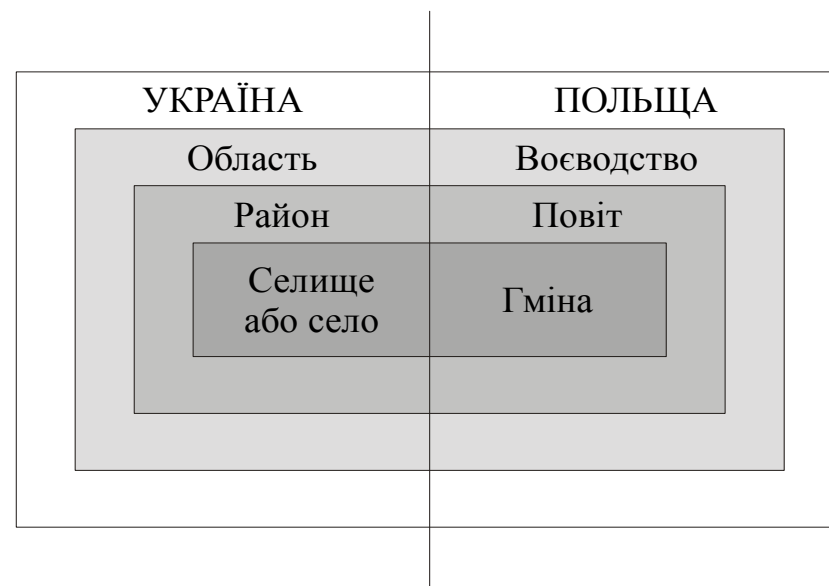 УКРАЇНА
ПОЛЬЩА
Область
Воєводство
Район
Повіт
Селище
або село
Гміна